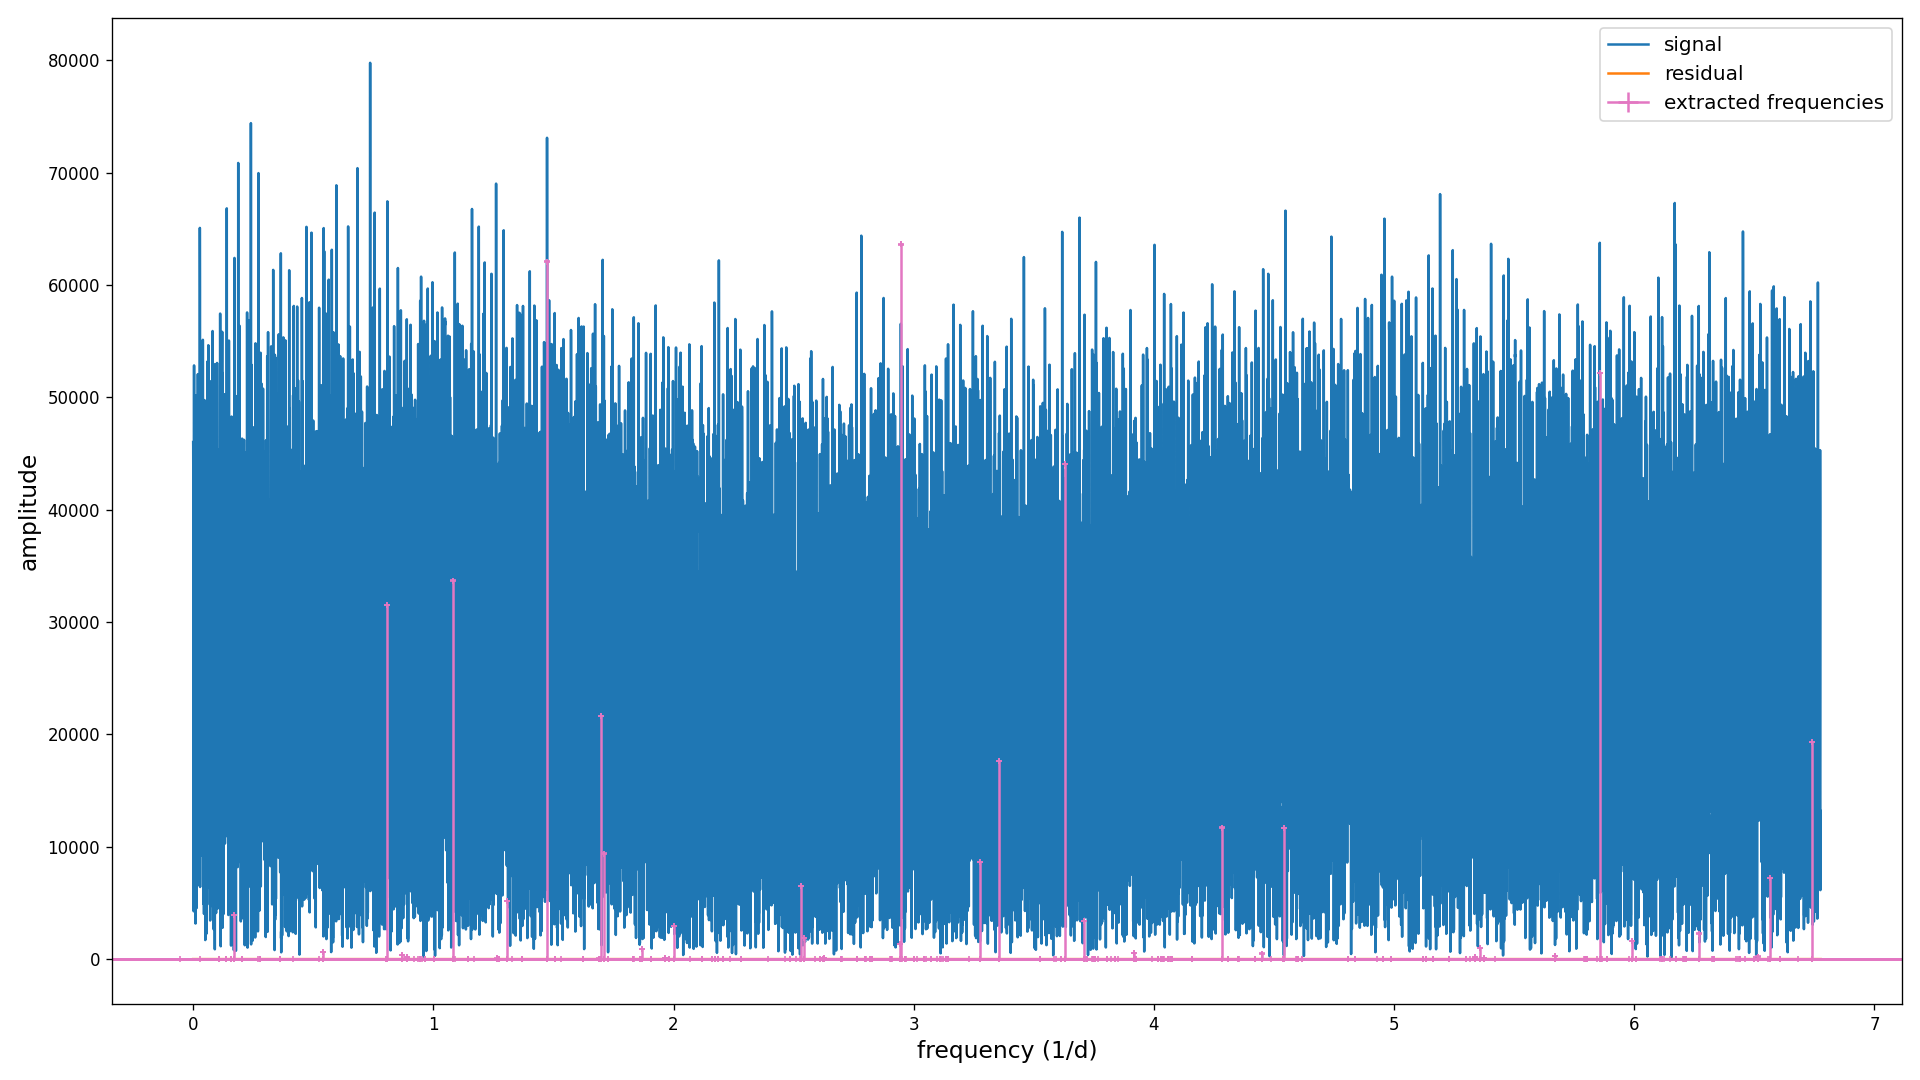 signal
residual
extracted frequencies
80000
70000
60000
50000
40000
30000
20000
10000
0
amplitude
0 1 2 3 4 5 6 7
frequency (1/d)